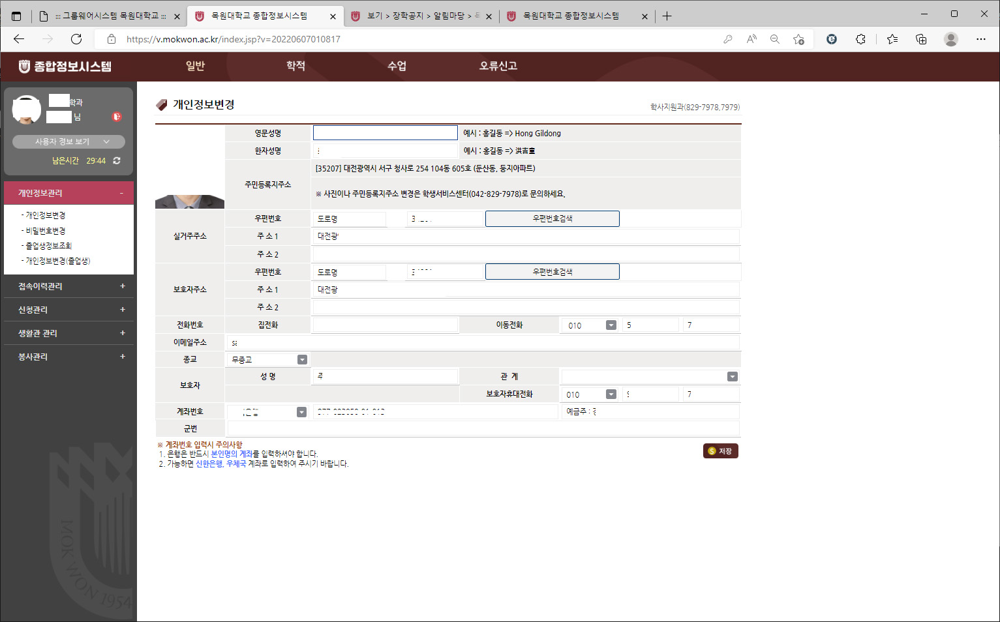 ::: 그룹웨어시스템 목원대학교 :::
목원대학교 종합정보시스템
보기 > 장학공지 > 알림마당 >
목원대학교 종합정보시스템
https://v.mokwon.ac.kr/index.jsp?v=20220607010817
종합정보시스템
일반
학적
수업
오류신고
학과
님
사용자 정보 보기
남은시간 29:44
개인정보관리 -
- 개인정보변경
- 비밀번호변경
- 졸업생정보조회
- 개인정보변경(졸업생)
접속이력관리 +
신청관리 +
생활관 관리 +
봉사관리 +
MOK WON 1954
개인정보변경
학사지원과(829-7978,7979)
영문성명 예시 : 홍길동 => Hong Gildong
한자성명 예시 : 홍길동 => 洪吉童
주민등록지주소
[35207] 대전광역시 서구 청사로 254 104동 605호 (둔산동, 둥지아파트)
※ 사진이나 주민등록지주소 변경은 학생서비스센터(042-829-7978)로 문의하세요.
실거주주소
우편번호 도로명 3 우편번호검색
주 소 1 대전광
주 소 2
보호자주소
우편번호 도로명 우편번호검색
주 소 1 대전광
주 소 2
전화번호 집전화 이동전화 010 5 7
이메일주소 sa
종교 무종교
보호자
성 명 주 관 계
보호자휴대전화 010 7
계좌번호 예금주 :
군번
※ 계좌번호 입력시 주의사항
1. 은행은 반드시 본인명의 계좌를 입력하셔야 합니다.
2. 가능하면 신한은행, 우체국 계좌로 입력하여 주시기 바랍니다.
S 저장